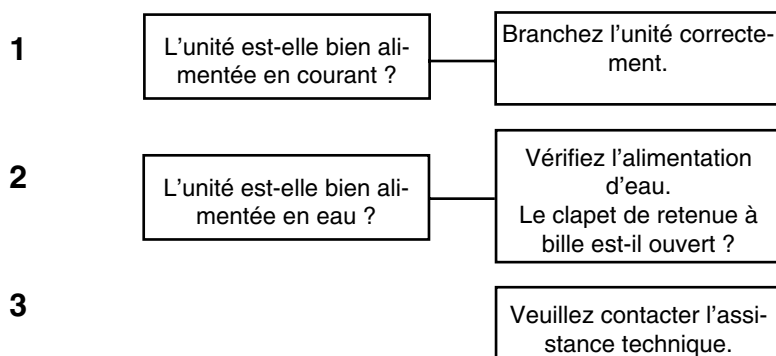 1
L'unité est-elle bien ali-
mentée en courant ?
Branchez l'unité correcte-
ment.
2
L'unité est-elle bien ali-
mentée en eau ?
Vérifiez l'alimentation
d'eau.
Le clapet de retenue à
bille est-il ouvert ?
3
Veuillez contacter l'assi-
stance technique.